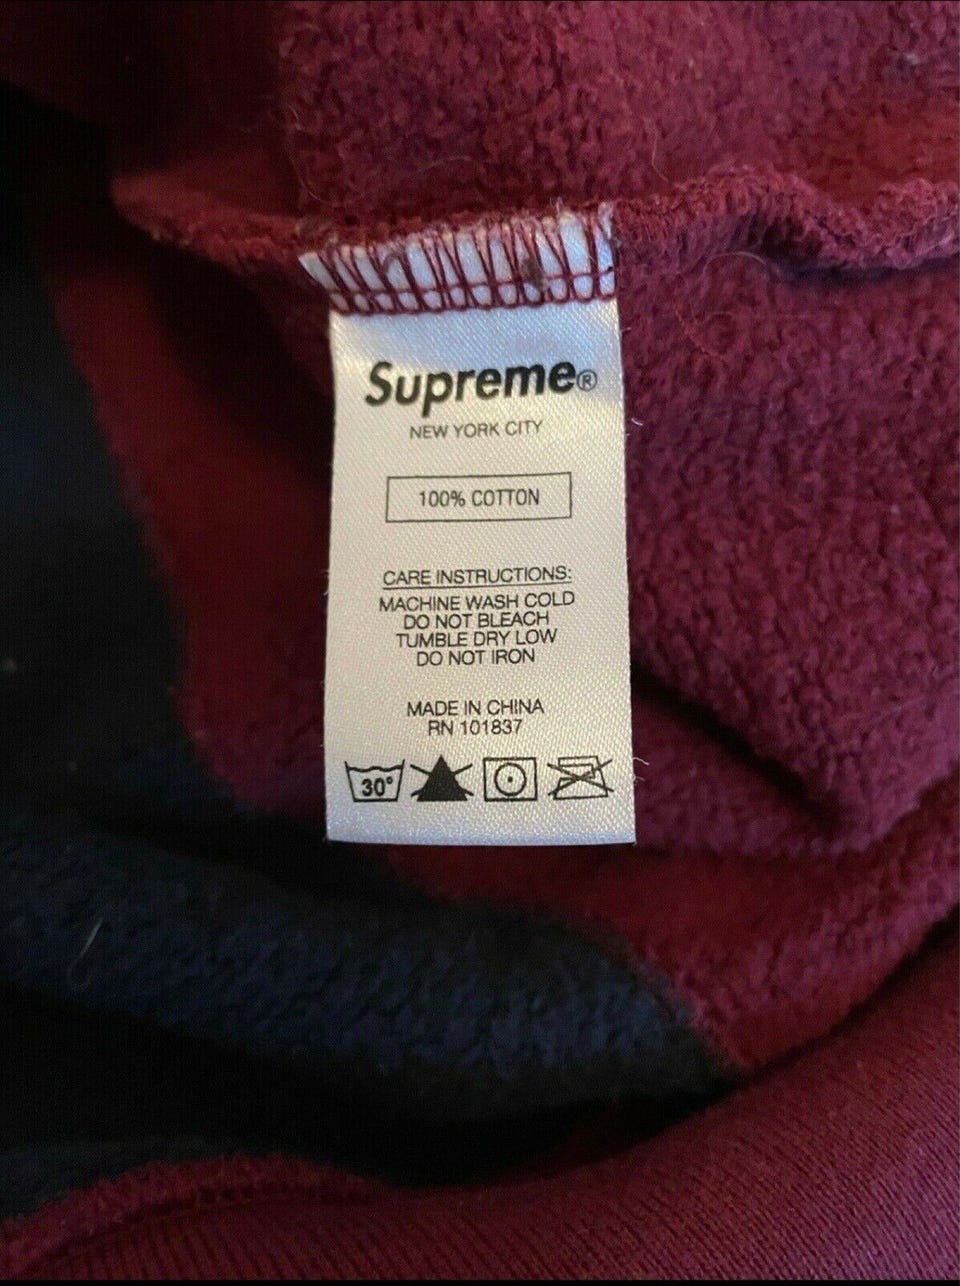 Supreme®
NEW YORK CITY
100% COTTON
CARE INSTRUCTIONS:
MACHINE WASH COLD
DO NOT BLEACH
TUMBLE DRY LOW
DO NOT IRON
MADE IN CHINA
RN 101837
30°